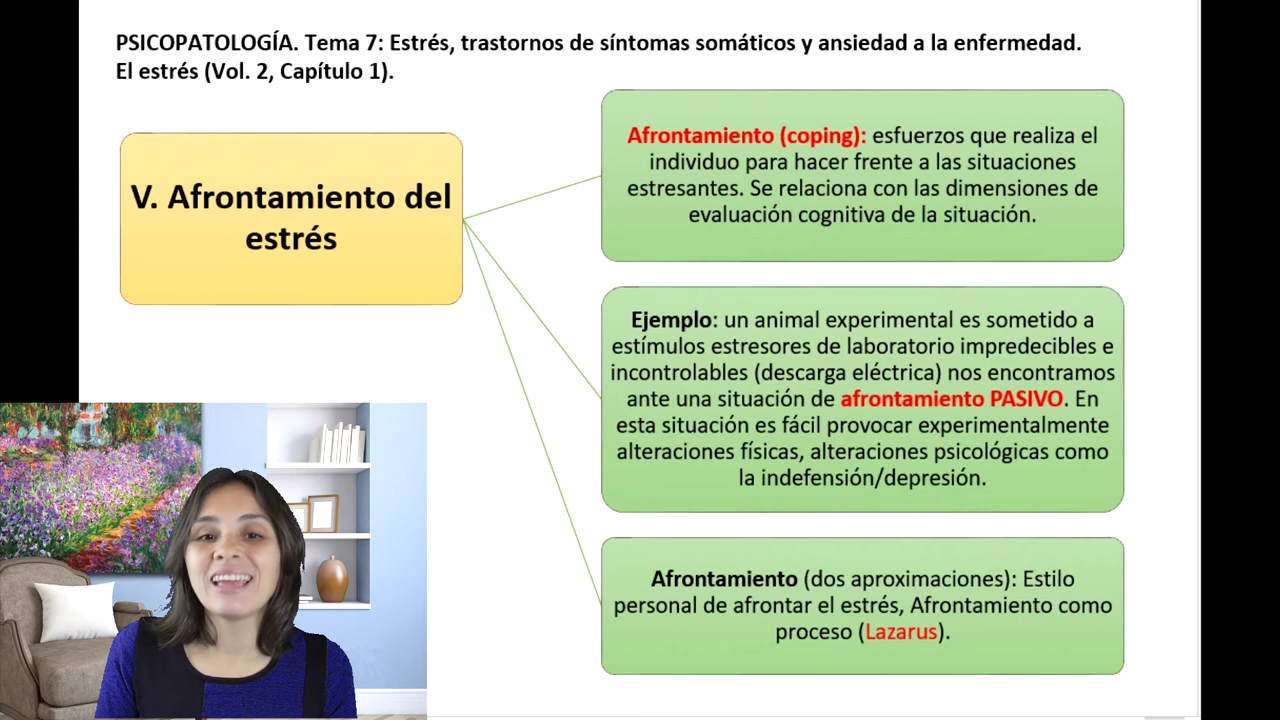 PSICOPATOLOGÍA. Tema 7: Estrés, trastornos de síntomas somáticos y ansiedad a la enfermedad.
El estrés (Vol. 2, Capítulo 1).
V. Afrontamiento del
estrés
Afrontamiento (coping): esfuerzos que realiza el
individuo para hacer frente a las situaciones
estresantes. Se relaciona con las dimensiones de
evaluación cognitiva de la situación.
Ejemplo: un animal experimental es sometido a
estímulos estresores de laboratorio impredecibles e
incontrolables (descarga eléctrica) nos encontramos
ante una situación de afrontamiento PASIVO. En
esta situación es fácil provocar experimentalmente
alteraciones físicas, alteraciones psicológicas como
la indefensión/depresión.
Afrontamiento (dos aproximaciones): Estilo
personal de afrontar el estrés, Afrontamiento como
proceso (Lazarus).